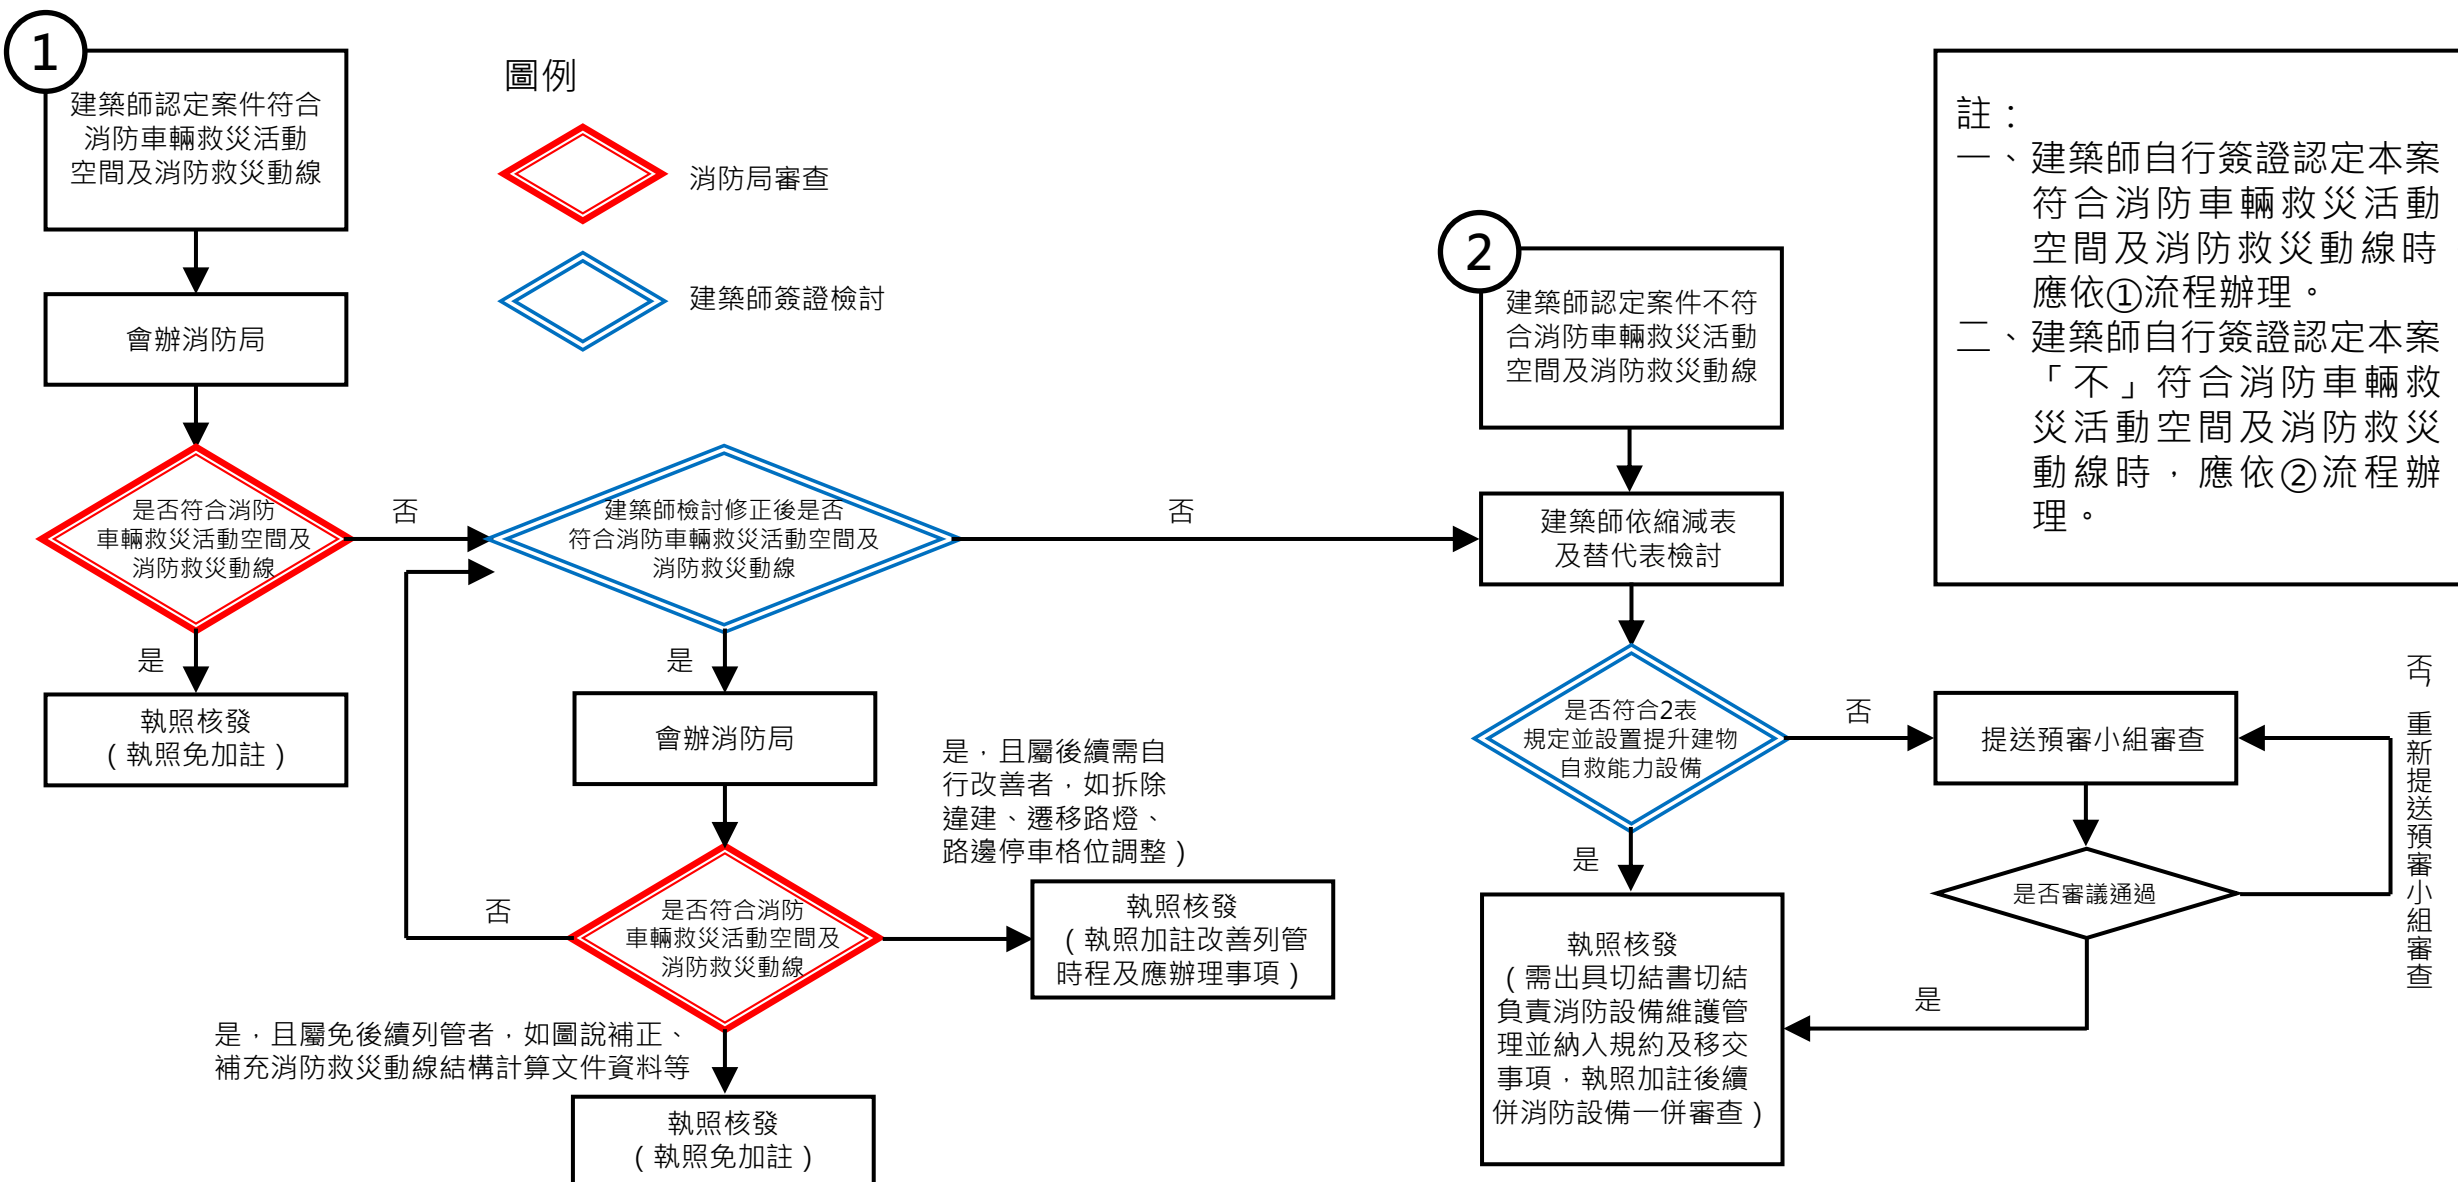 1
建築師認定案件符合
消防車輛救災活動
空間及消防救災動線
會辦消防局
是否符合消防
車輛救災活動空間及
消防救災動線
否
是
執照核發
(執照免加註)
圖例
消防局審查
建築師簽證檢討
建築師檢討修正後是否
符合消防車輛救災活動空間及
消防救災動線
否
是
會辦消防局
是否符合消防
車輛救災活動空間及
消防救災動線
否
是，且屬後續需自
行改善者，如拆除
違建、遷移路燈、
路邊停車格位調整)
執照核發
(執照加註改善列管
時程及應辦理事項)
是，且屬免後續列管者，如圖說補正、
補充消防救災動線結構計算文件資料等
執照核發
(執照免加註)
2
建築師認定案件不符
合消防車輛救災活動
空間及消防救災動線
建築師依縮減表
及替代表檢討
是否符合2表
規定並設置提升建物
自救能力設備
否
是
提送預審小組審查
是否審議通過
否，重新提送預審小組審查
是
執照核發
(需出具切結書切結
負責消防設備維護管
理並納入規約及移交
事項，執照加註後續
併消防設備一併審查)
註：
一、建築師自行簽證認定本案
符合消防車輛救災活動
空間及消防救災動線時
應依①流程辦理。
二、建築師自行簽證認定本案
「不」符合消防車輛救
災活動空間及消防救災
動線時，應依②流程辦
理。